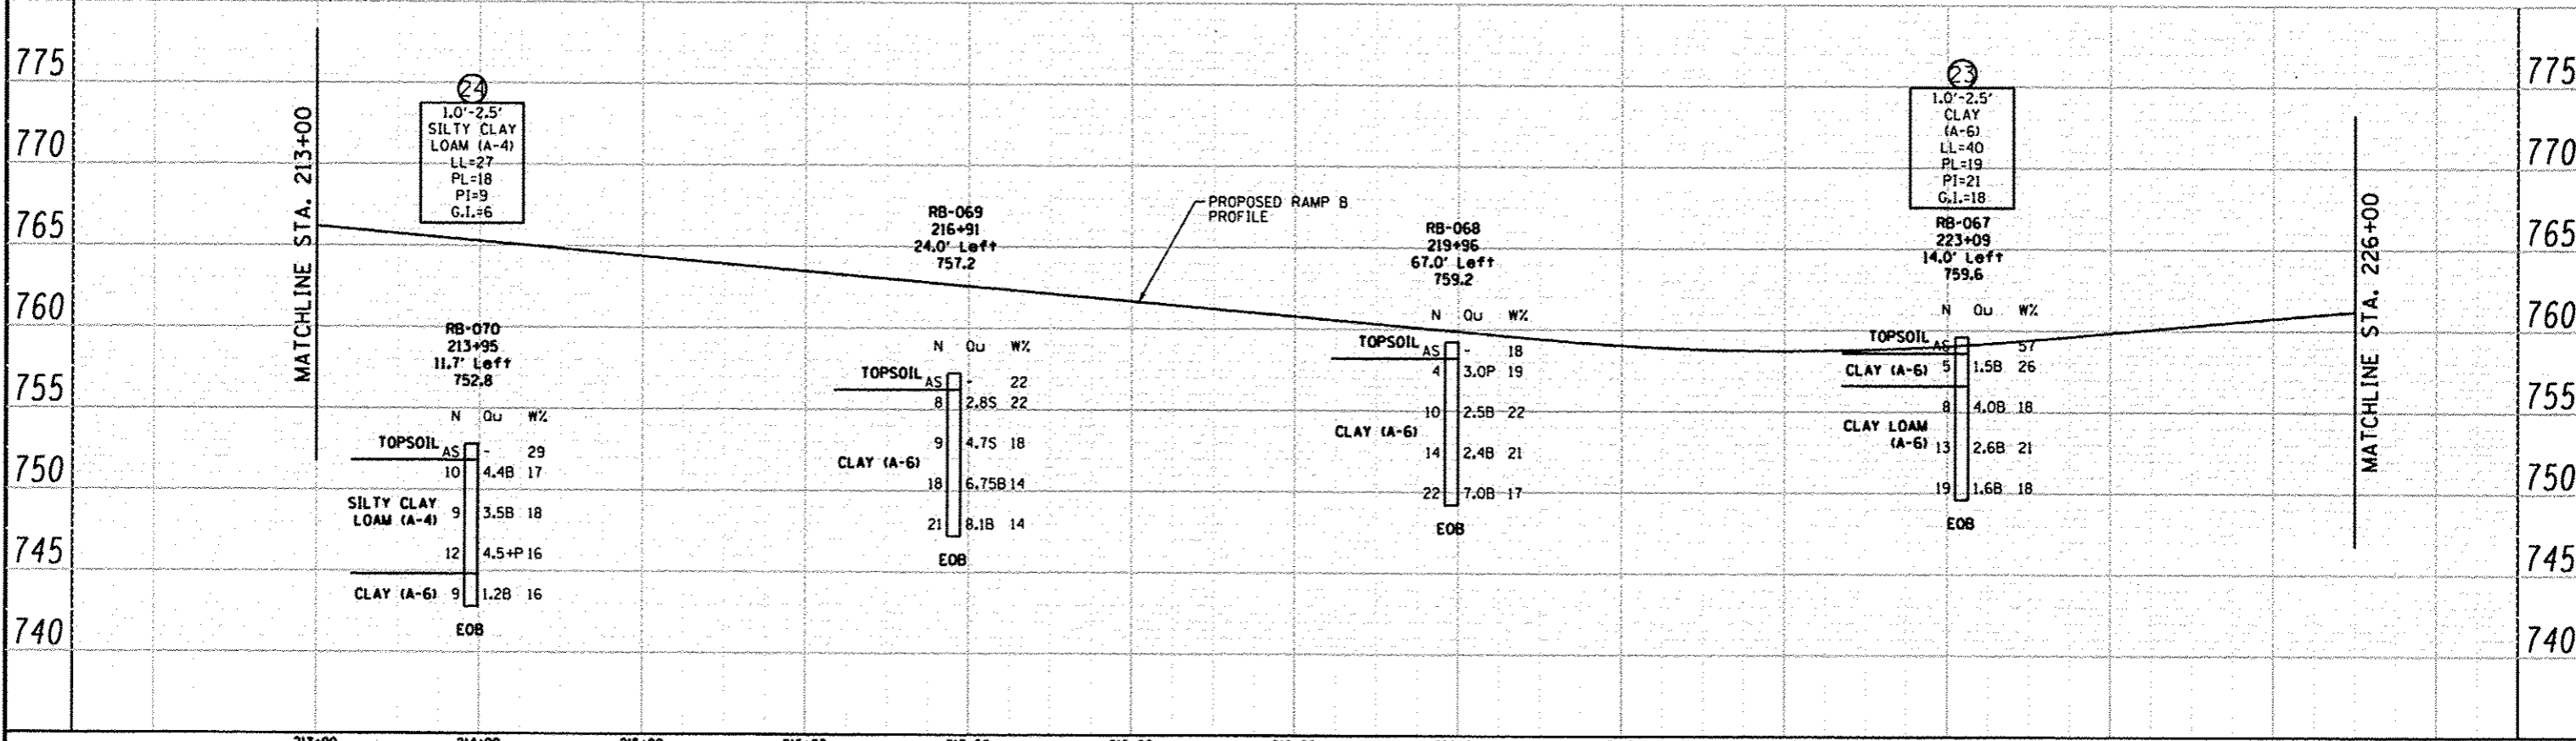 775
770
765
760
755
750
745
740
MATCHLINE STA. 213+00
24
1.0'-2.5'
SILTY CLAY
LOAM (A-4)
LL=27
PL=18
PI=9
G.I.=6
RB-070
213+95
11.7' Left
752.8
N Qu W%
TOPSOIL AS - 29
10 4.4B 17
SILTY CLAY
LOAM (A-4) 9 3.5B 18
12 4.5+P 16
CLAY (A-6) 9 1.2B 16
EOB
RB-069
216+91
24.0' Left
757.2
N Qu W%
TOPSOIL AS - 22
8 2.8S 22
9 4.7S 18
CLAY (A-6)
18 6.75B 14
21 8.1B 14
EOB
PROPOSED RAMP B
PROFILE
RB-068
219+96
67.0' Left
759.2
N Qu W%
TOPSOIL AS - 18
4 3.0P 19
10 2.5B 22
CLAY (A-6)
14 2.4B 21
22 7.0B 17
EOB
23
1.0'-2.5'
CLAY
(A-6)
LL=40
PL=19
PI=21
G.I.=18
RB-067
223+09
14.0' Left
759.6
N Qu W%
TOPSOIL AS 57
CLAY (A-6) 5 1.5B 26
8 4.0B 18
CLAY LOAM
(A-6) 13 2.6B 21
19 1.6B 18
EOB
MATCHLINE STA. 226+00
775
770
765
760
755
750
745
740